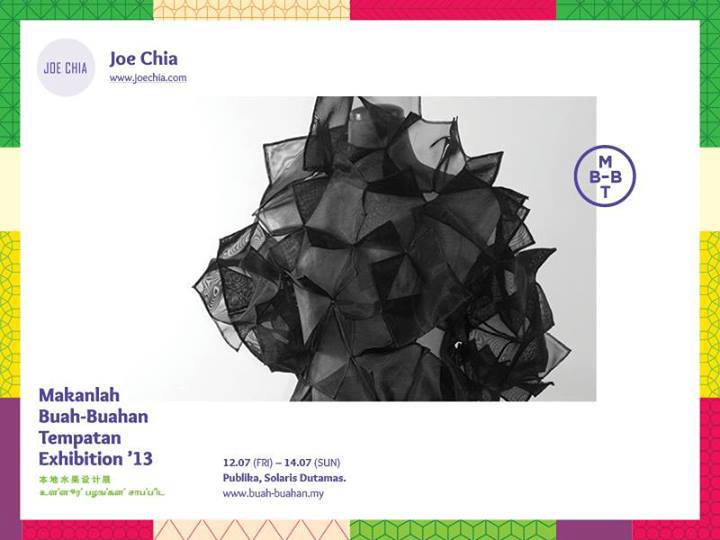 JOE CHIA
Joe Chia
www.joechia.com
M
B-B
T
Makanlah
Buah-Buahan
Tempatan
Exhibition ’13
本地水果设计展
12.07 (FRI) – 14.07 (SUN)
Publika, Solaris Dutamas.
www.buah-buahan.my